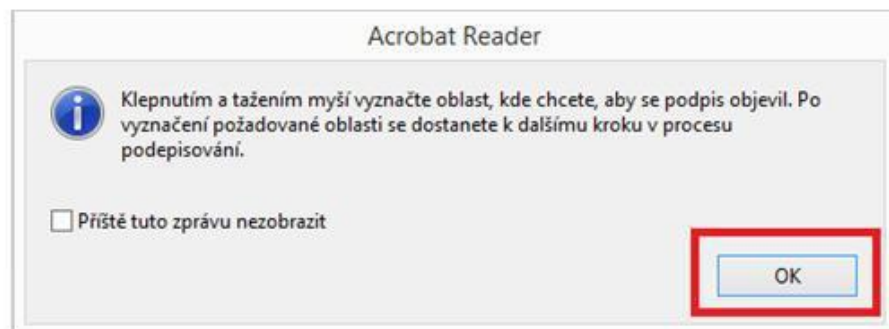 Acrobat Reader
Klepnutím a tažením myší vyznačte oblast, kde chcete, aby se podpis objevil. Po
vyznačení požadované oblasti se dostanete k dalšímu kroku v procesu
podepisování.
Příště tuto zprávu nezobrazit
OK